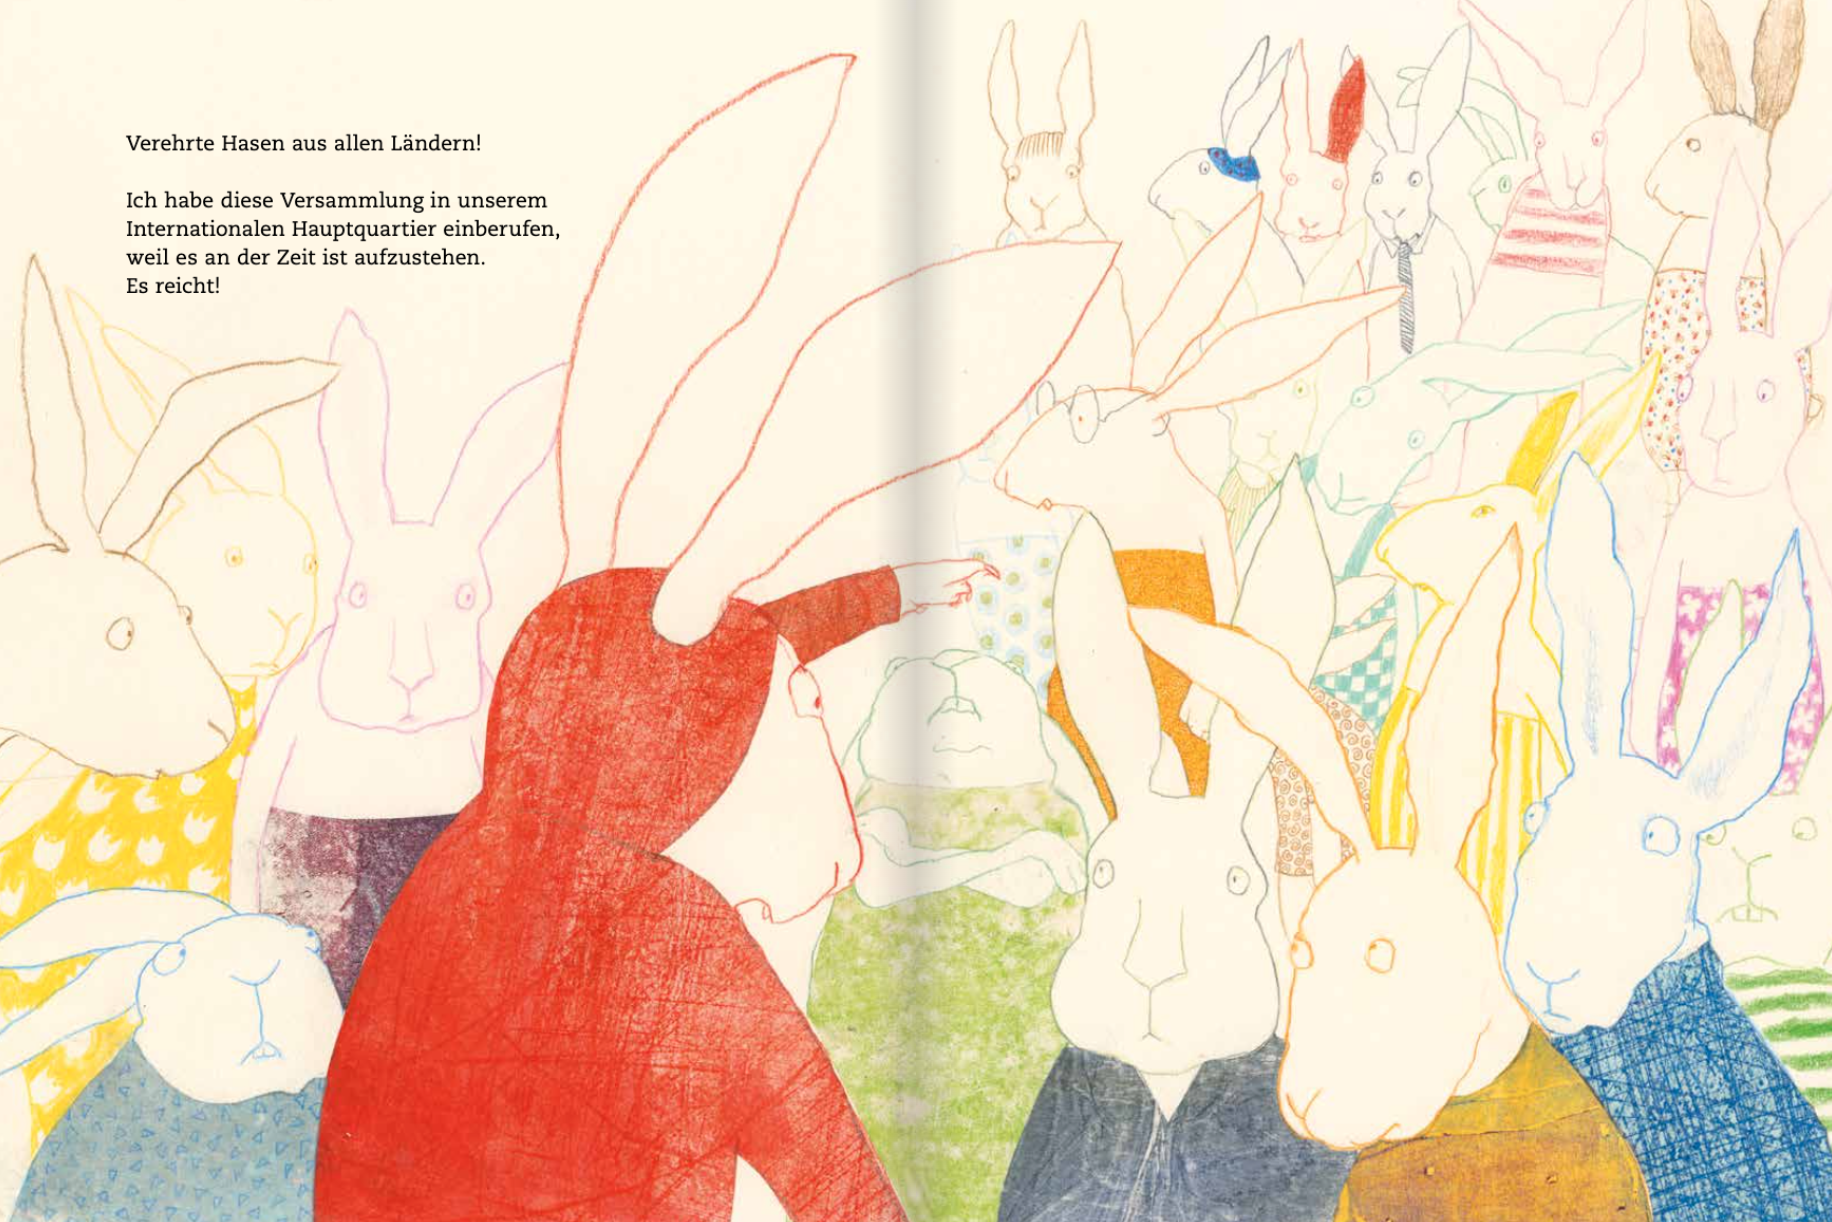 Verehrte Hasen aus allen Ländern!
Ich habe diese Versammlung in unserem
Internationalen Hauptquartier einberufen,
weil es an der Zeit ist aufzustehen.
Es reicht!